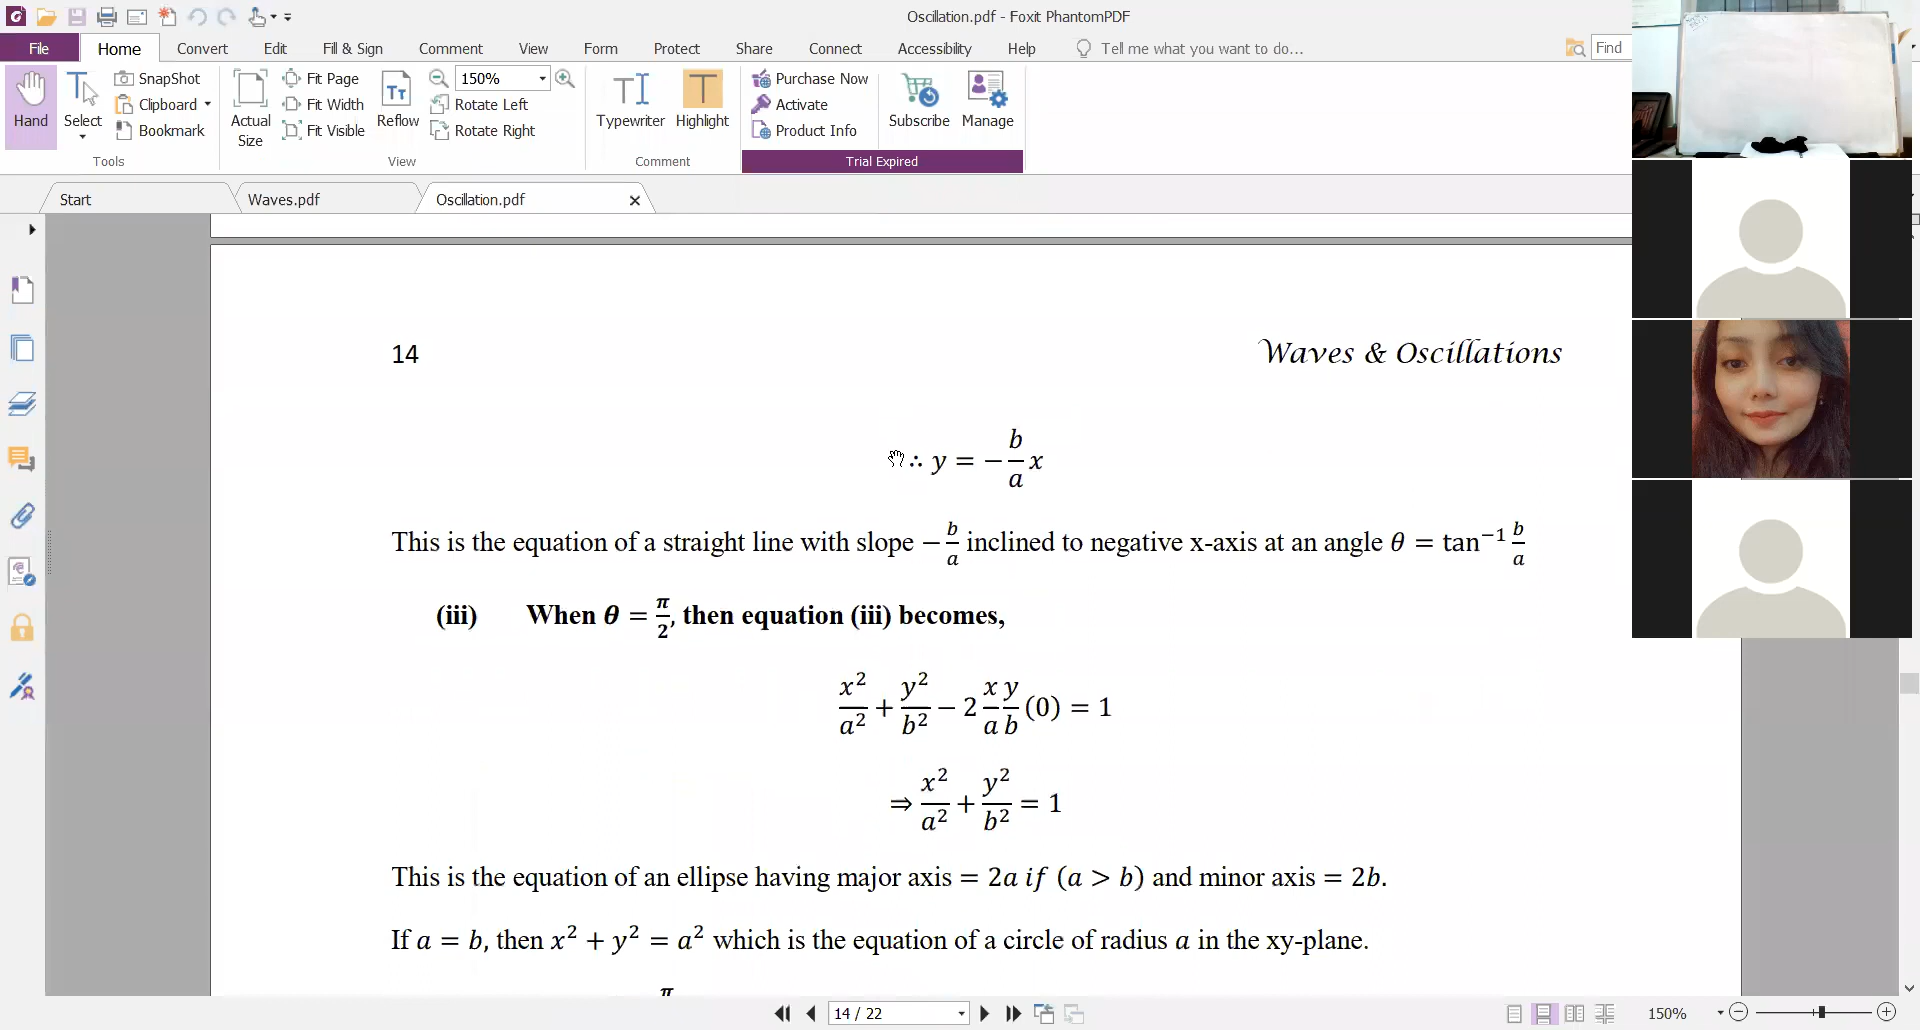 Oscillation.pdf - Foxit PhantomPDF
File Home Convert Edit Fill & Sign Comment View Form Protect Share Connect Accessibility Help Tell me what you want to do... Find
Hand
Select
SnapShot
Clipboard
Bookmark
Tools
Actual Size
Fit Page
Fit Width
Fit Visible
Reflow
150%
Rotate Left
Rotate Right
View
Typewriter
Highlight
Comment
Purchase Now
Activate
Product Info
Subscribe
Manage
Trial Expired
Start Waves.pdf Oscillation.pdf
14 Waves & Oscillations
∴ y = −b/a x
This is the equation of a straight line with slope −b/a inclined to negative x-axis at an angle θ = tan⁻¹ b/a
(iii) When θ = π/2, then equation (iii) becomes,
x²/a² + y²/b² − 2 x/a y/b (0) = 1
⇒ x²/a² + y²/b² = 1
This is the equation of an ellipse having major axis = 2a if (a > b) and minor axis = 2b.
If a = b, then x² + y² = a² which is the equation of a circle of radius a in the xy-plane.
π
14 / 22 150%